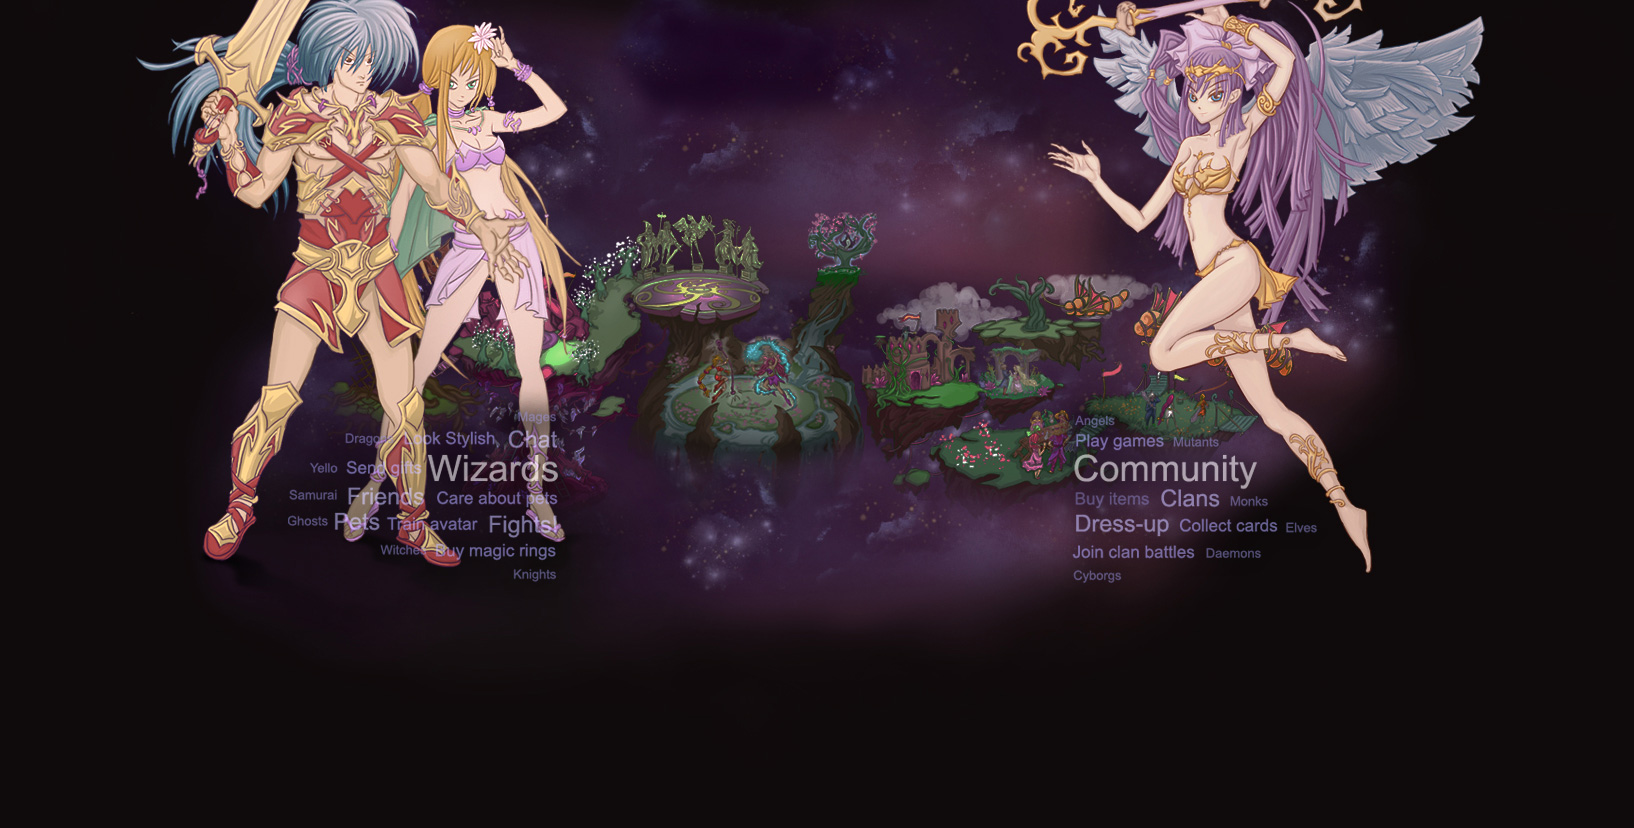 iMages
Dragons Look Stylish, Chat
Yello Send gifts Wizards
Samurai Friends Care about pets
Ghosts Pets Train avatar Fights!
Witches Buy magic rings
Knights
Angels
Play games Mutants
Community
Buy items Clans Monks
Dress-up Collect cards Elves
Join clan battles Daemons
Cyborgs